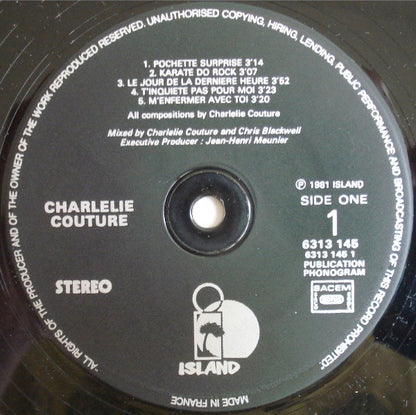 1. POCHETTE SURPRISE 3'14
2. KARATE DO ROCK 3'07
3. LE JOUR DE LA DERNIERE HEURE 3'52
4. T'INQUIETE PAS POUR MOI 3'23
5. M'ENFERMER AVEC TOI 3'20
All compositions by Charlelie Couture
Mixed by Charlelie Couture and Chris Blackwell
Executive Producer : Jean-Henri Meunier
CHARLELIE
COUTURE
STEREO
℗ 1981 ISLAND
SIDE ONE
1
6313 145
6313 145 1
PUBLICATION
PHONOGRAM
SACEM
ISLAND
"ALL RIGHTS OF THE PRODUCER AND OF THE OWNER OF THE WORK REPRODUCED RESERVED. UNAUTHORISED COPYING, HIRING, LENDING, PUBLIC PERFORMANCE AND BROADCASTING OF THIS RECORD PROHIBITED."
MADE IN FRANCE